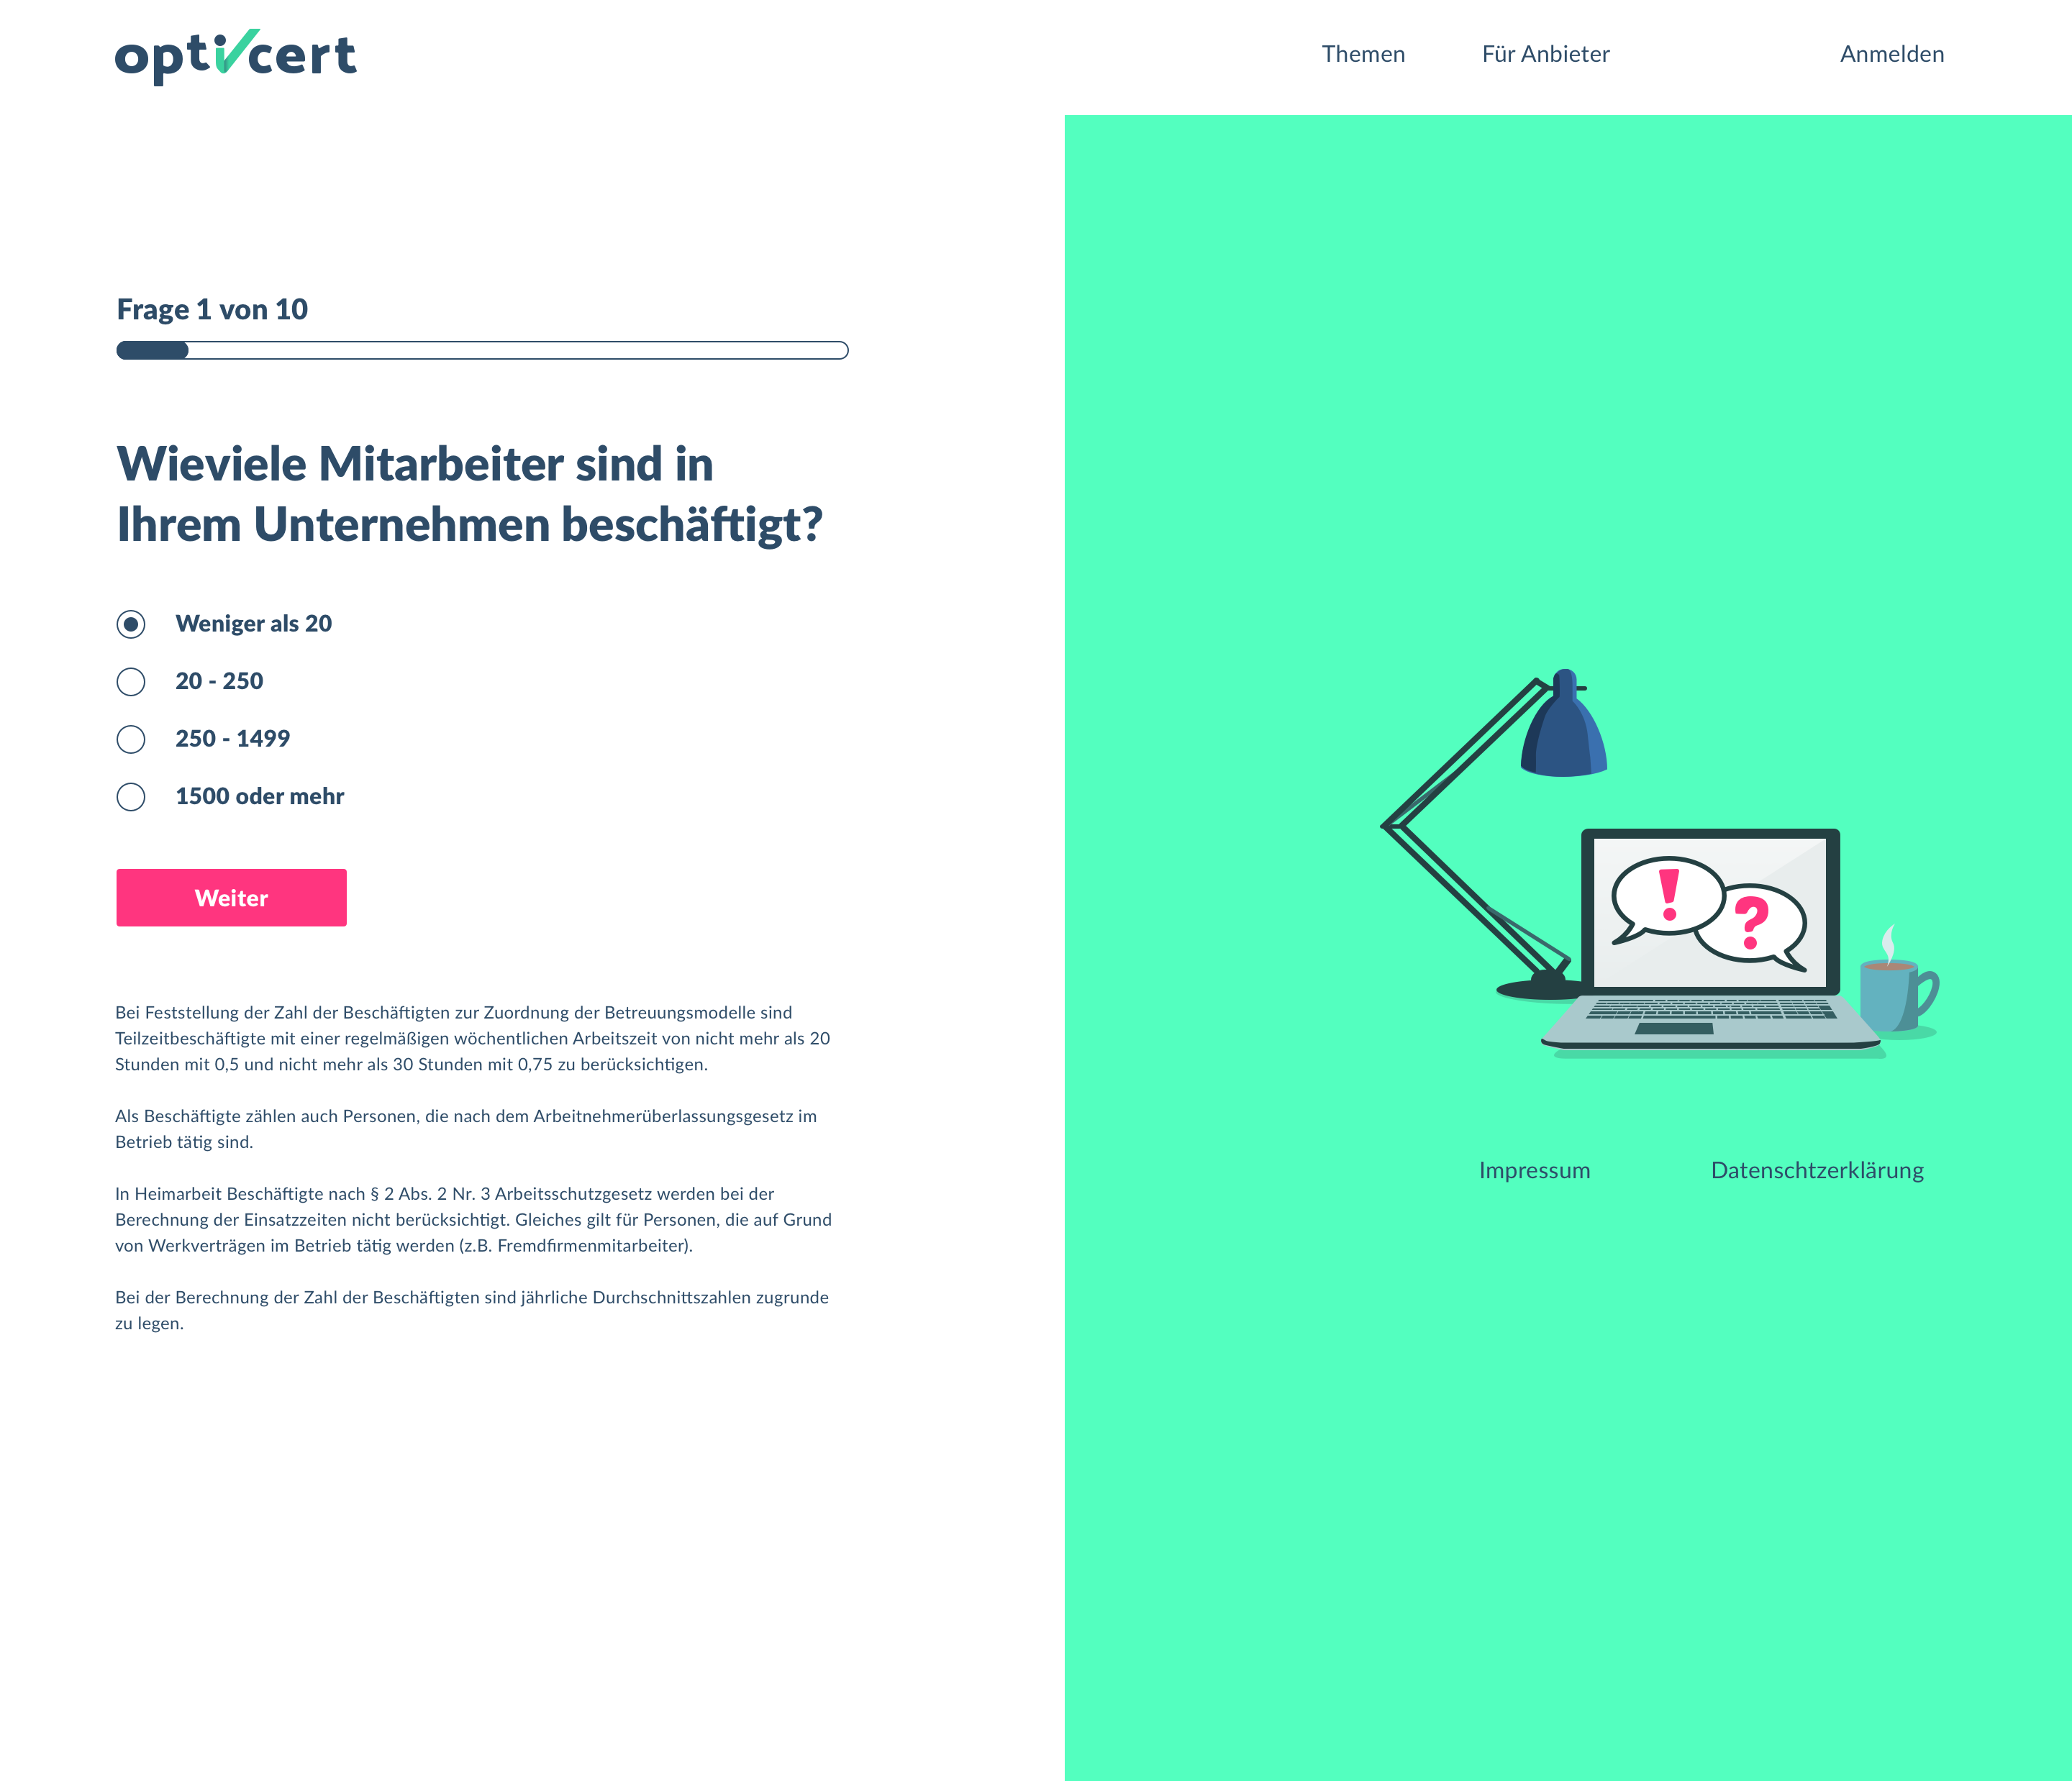 opticert
Themen
Für Anbieter
Anmelden
Frage 1 von 10
Wieviele Mitarbeiter sind in
Ihrem Unternehmen beschäftigt?
Weniger als 20
20 - 250
250 - 1499
1500 oder mehr
Weiter
Bei Feststellung der Zahl der Beschäftigten zur Zuordnung der Betreuungsmodelle sind
Teilzeitbeschäftigte mit einer regelmäßigen wöchentlichen Arbeitszeit von nicht mehr als 20
Stunden mit 0,5 und nicht mehr als 30 Stunden mit 0,75 zu berücksichtigen.
Als Beschäftigte zählen auch Personen, die nach dem Arbeitnehmerüberlassungsgesetz im
Betrieb tätig sind.
In Heimarbeit Beschäftigte nach § 2 Abs. 2 Nr. 3 Arbeitsschutzgesetz werden bei der
Berechnung der Einsatzzeiten nicht berücksichtigt. Gleiches gilt für Personen, die auf Grund
von Werkverträgen im Betrieb tätig werden (z.B. Fremdfirmenmitarbeiter).
Bei der Berechnung der Zahl der Beschäftigten sind jährliche Durchschnittszahlen zugrunde
zu legen.
!
?
Impressum
Datenschtzerklärung